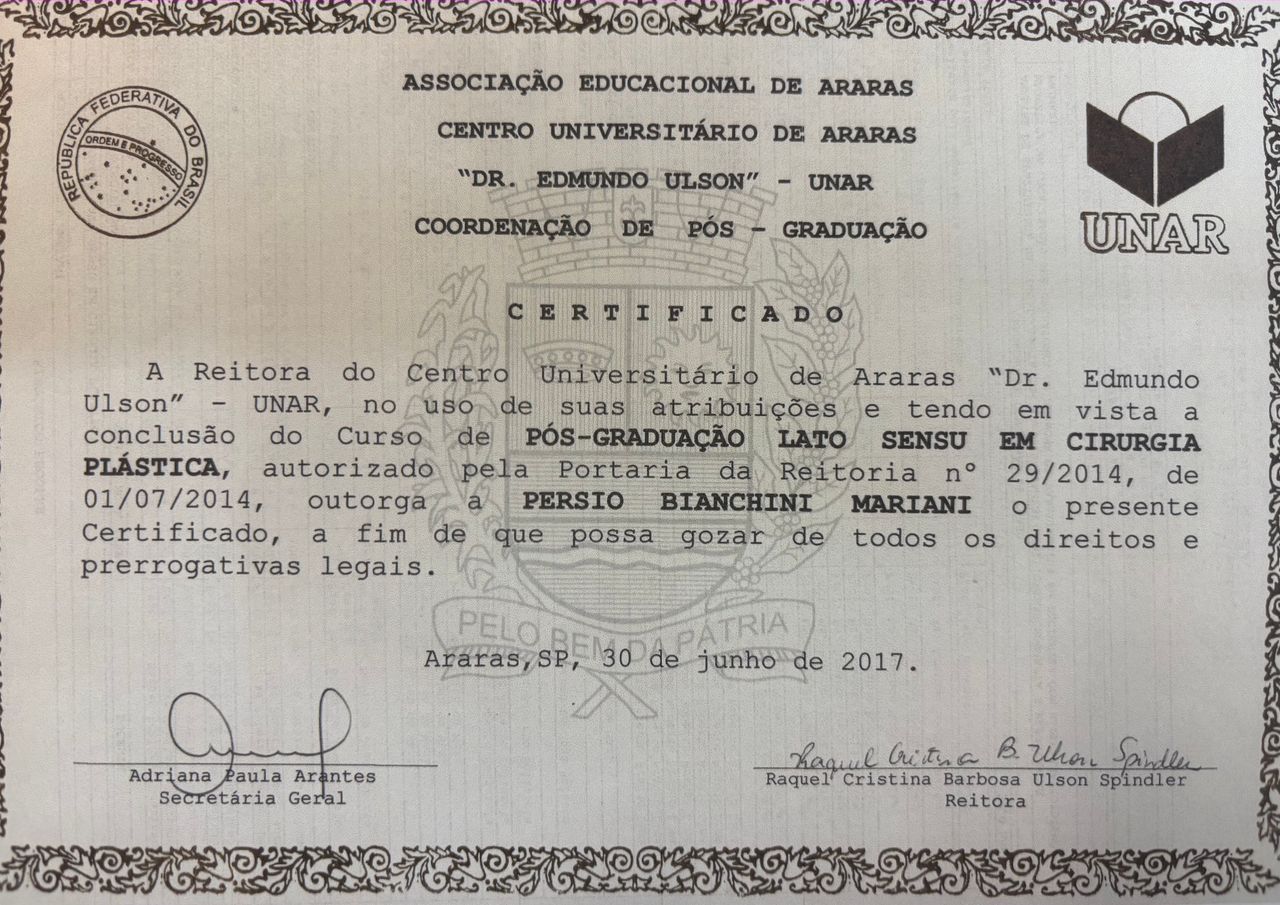 ASSOCIAÇÃO EDUCACIONAL DE ARARAS
CENTRO UNIVERSITÁRIO DE ARARAS
“DR. EDMUNDO ULSON” – UNAR
COORDENAÇÃO DE PÓS – GRADUAÇÃO
REPÚBLICA FEDERATIVA DO BRASIL
ORDEM E PROGRESSO
UNAR
C E R T I F I C A D O
A Reitora do Centro Universitário de Araras “Dr. Edmundo
Ulson” – UNAR, no uso de suas atribuições e tendo em vista a
conclusão do Curso de PÓS-GRADUAÇÃO LATO SENSU EM CIRURGIA
PLÁSTICA, autorizado pela Portaria da Reitoria nº 29/2014, de
01/07/2014, outorga a PERSIO BIANCHINI MARIANI o presente
Certificado, a fim de que possa gozar de todos os direitos e
prerrogativas legais.
PELO BEM DA PÁTRIA
Araras,SP, 30 de junho de 2017.
Adriana Paula Arantes
Secretária Geral
Raquel Cristina B. Ulson Spindler
Raquel Cristina Barbosa Ulson Spindler
Reitora